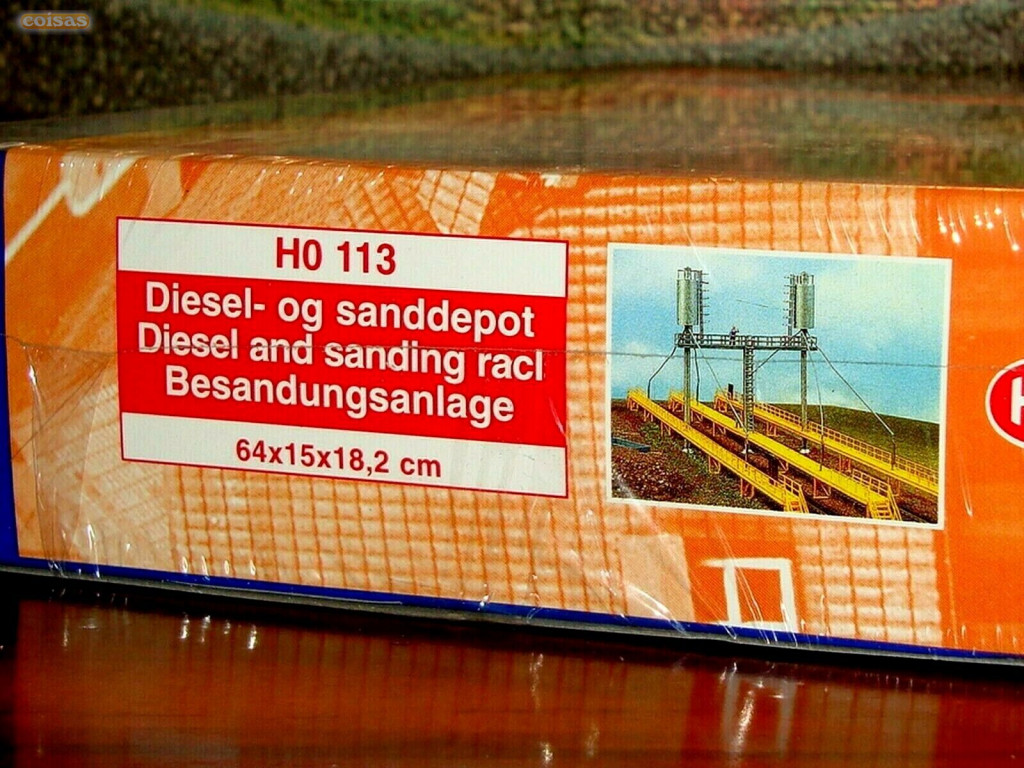 coisas
H0 113
Diesel- og sanddepot
Diesel and sanding racl
Besandungsanlage
64x15x18,2 cm
H